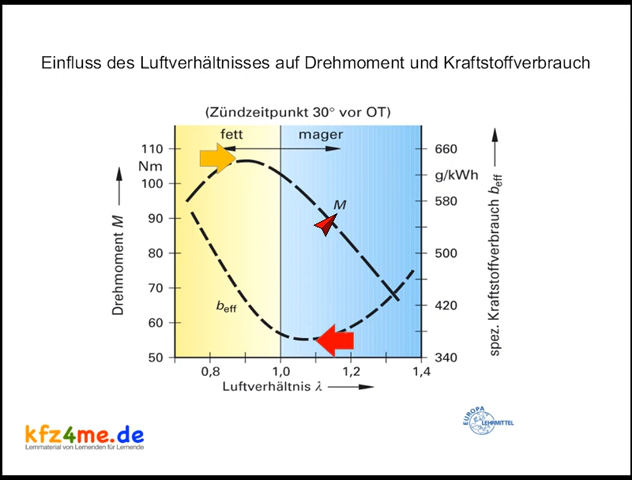 Einfluss des Luftverhältnisses auf Drehmoment und Kraftstoffverbrauch
(Zündzeitpunkt 30° vor OT)
fett mager
110 660
Nm g/kWh
100
580
90
M
80 500
70
420
60
50 340
beff
Drehmoment M
spez. Kraftstoffverbrauch beff
0,8 1,0 1,2 1,4
Luftverhältnis λ
kfz4me.de
Lernmaterial von Lernenden für Lernende
EUROPA
LEHRMITTEL